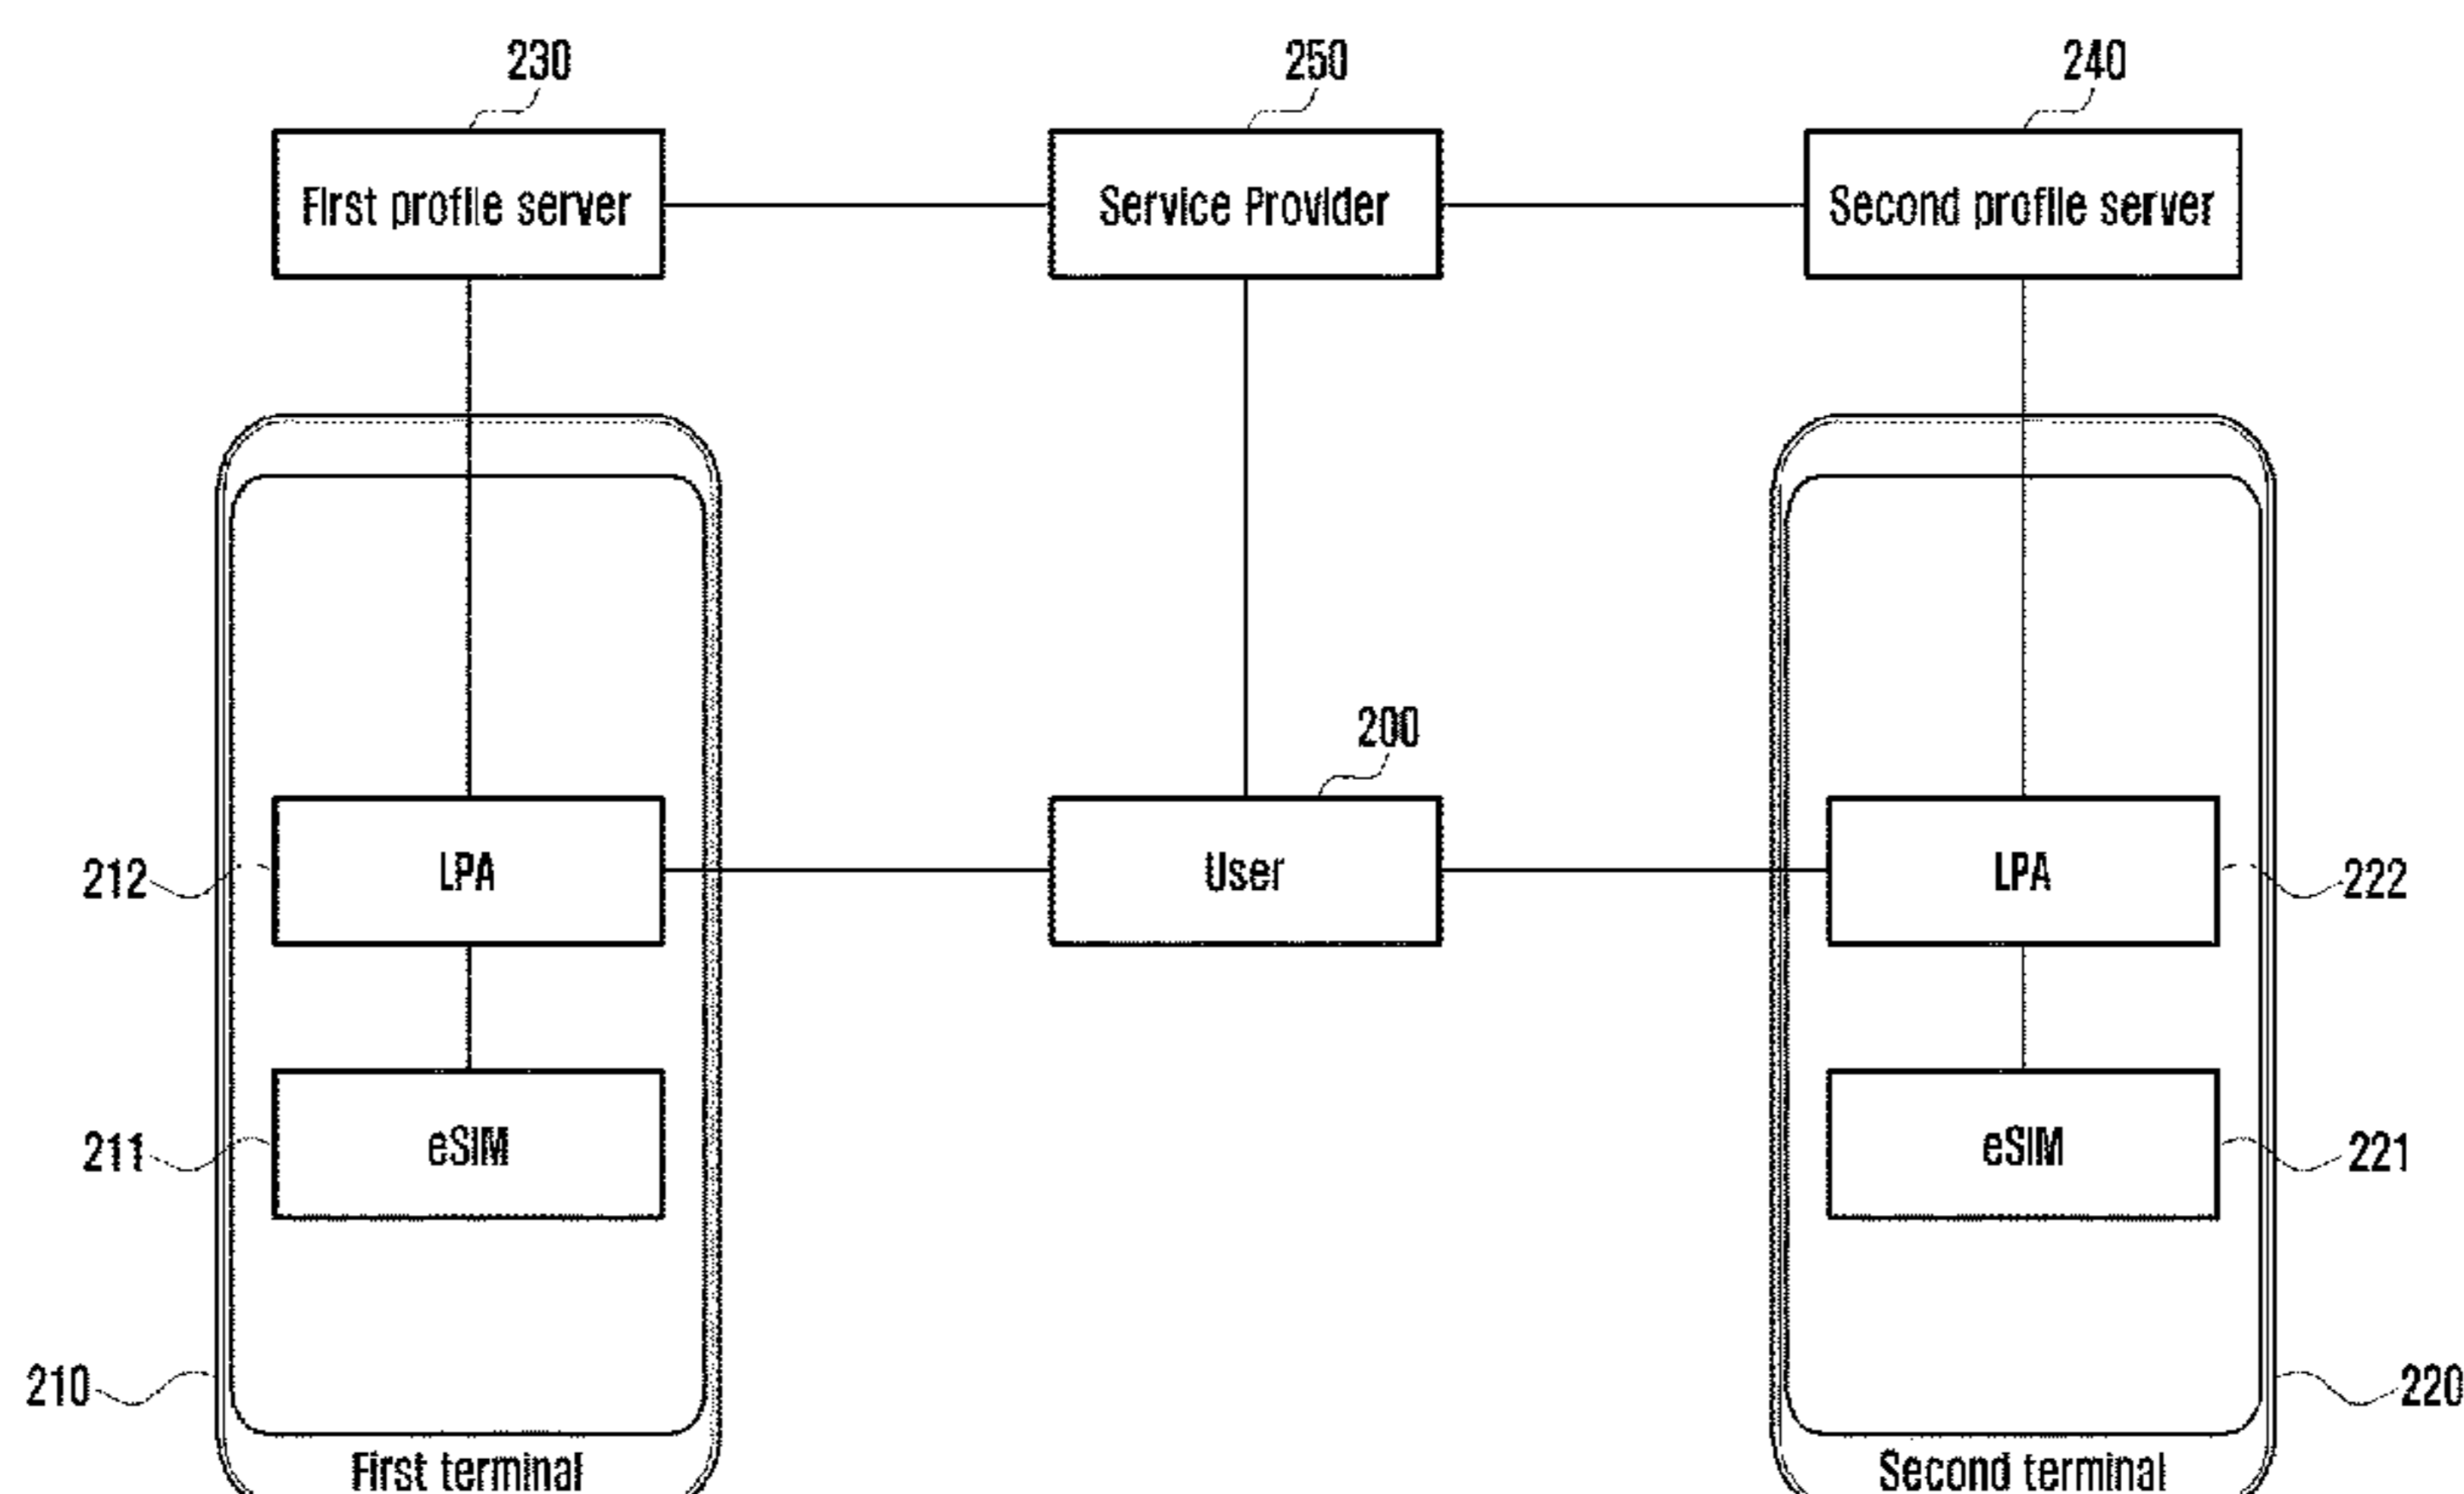 230
250
240
First profile server
Service Provider
Second profile server
200
212
LPA
User
LPA
222
211
eSIM
eSIM
221
210
220
First terminal
Second terminal